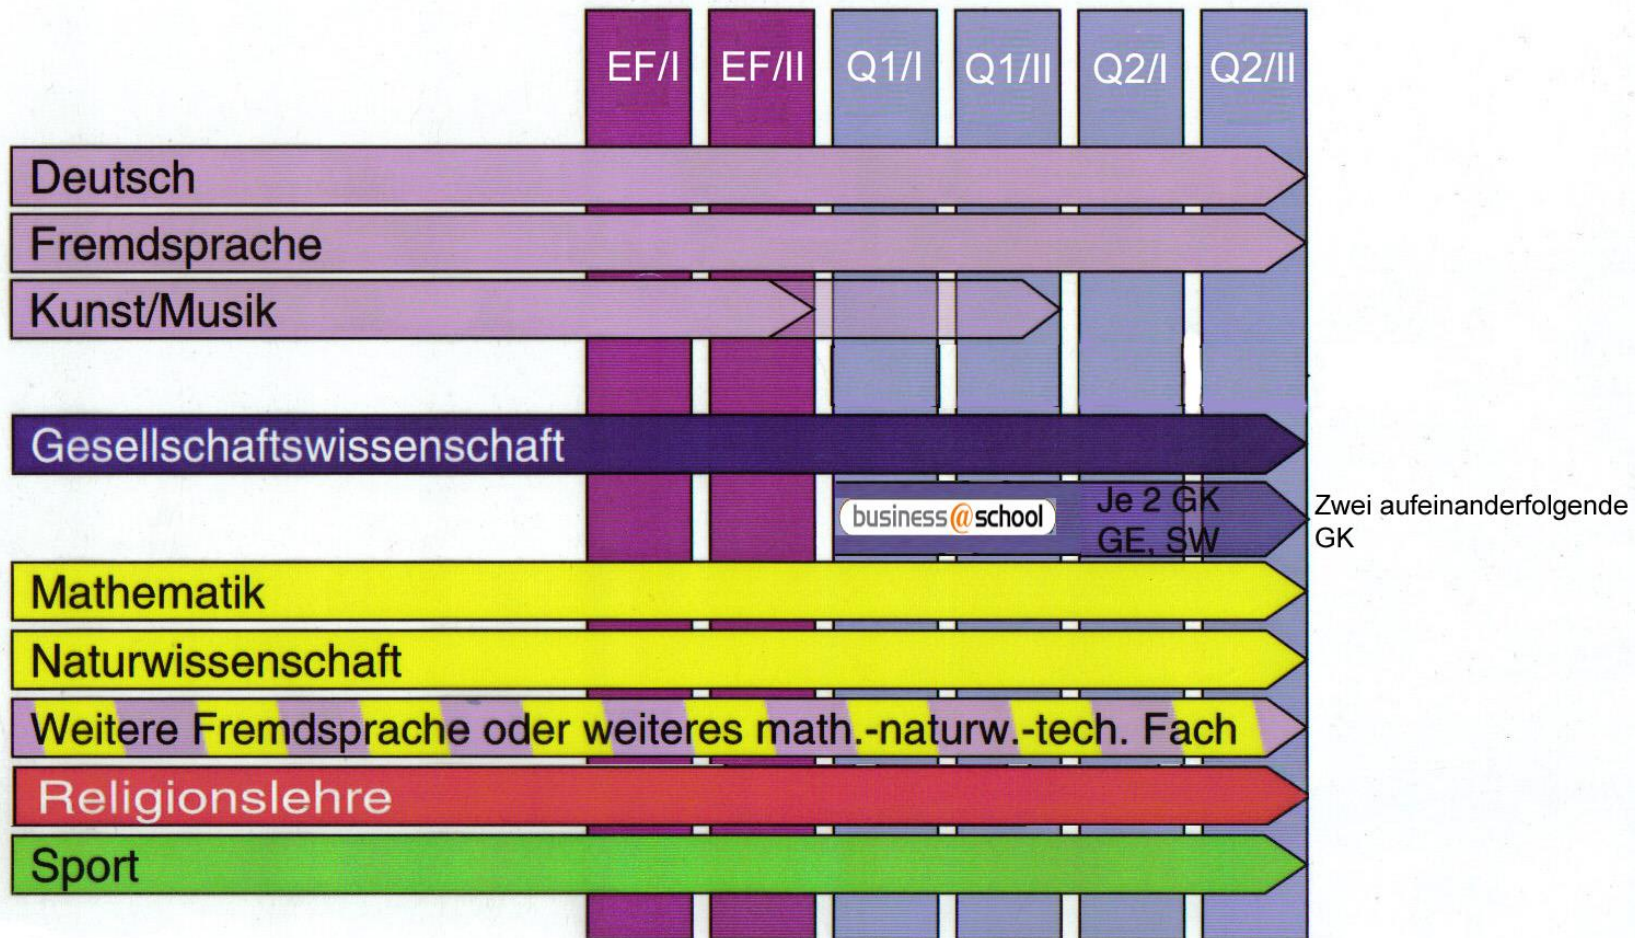 EF/I EF/II Q1/I Q1/II Q2/I Q2/II
Deutsch
Fremdsprache
Kunst/Musik
Gesellschaftswissenschaft
business@school
Je 2 GK
GE, SW
Zwei aufeinanderfolgende
GK
Mathematik
Naturwissenschaft
Weitere Fremdsprache oder weiteres math.-naturw.-tech. Fach
Religionslehre
Sport